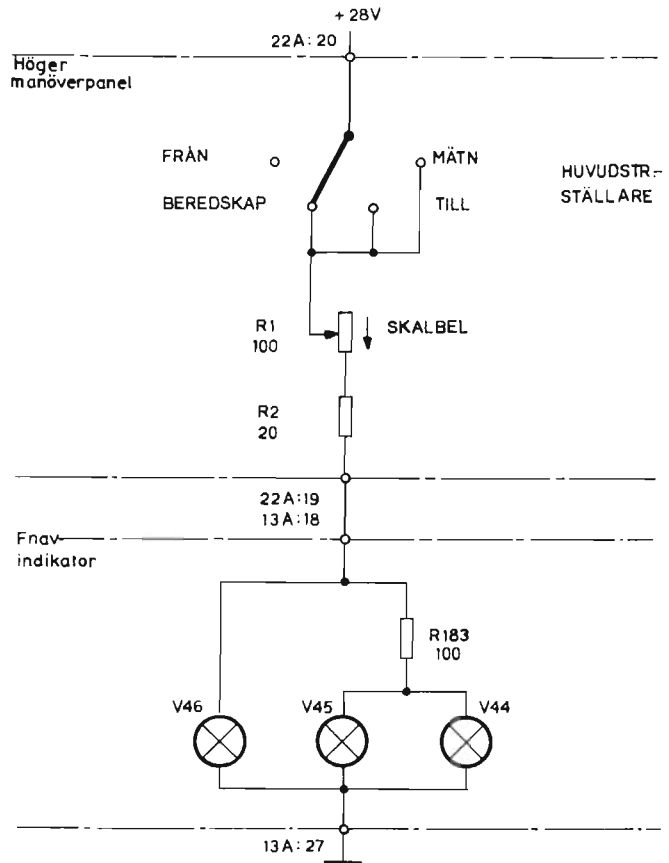 +28V
22A:20
Höger
manöverpanel
FRÅN
MÄTN
HUVUDSTR.-
STÄLLARE
BEREDSKAP
TILL
R1
100
SKALBEL
R2
20
22A:19
13A:18
Fnav-
indikator
R183
100
V46
V45
V44
13A:27